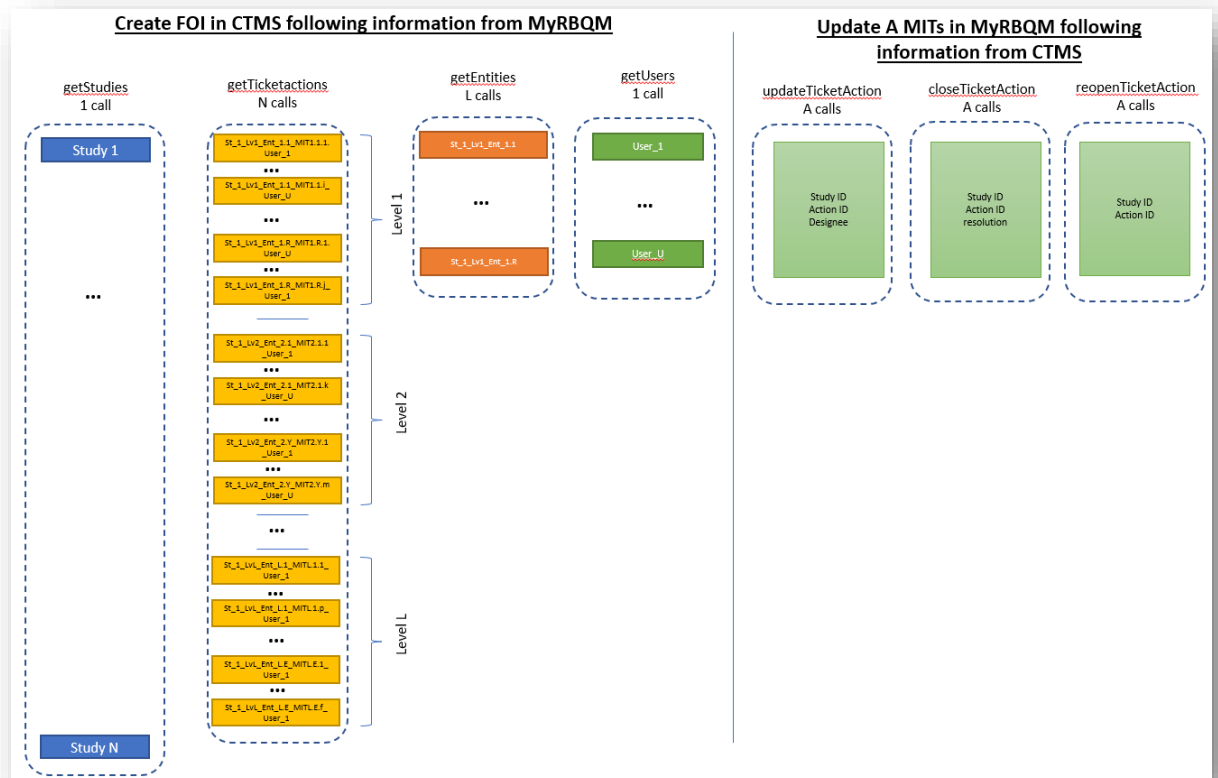 Create FOI in CTMS following information from MyRBQM
getStudies
1 call
Study 1
...
Study N
getTicketactions
N calls
St_1_Lv1_Ent_1.1_MIT1.1.1.
User_1
...
St_1_Lv1_Ent_1.1_MIT1.1.i_
User_U
...
St_1_Lv1_Ent_1.R_MIT1.R.1.
User_U
...
St_1_Lv1_Ent_1.R_MIT1.R.j_
User_1
Level 1
St_1_Lv2_Ent_2.1_MIT2.1.1
_User_1
...
St_1_Lv2_Ent_2.1_MIT2.1.k
_User_U
...
St_1_Lv2_Ent_2.Y_MIT2.Y.1
_User_1
...
St_1_Lv2_Ent_2.Y_MIT2.Y.m
_User_U
Level 2
...
St_1_LvL_Ent_L.1_MITL.1.1_
User_1
...
St_1_LvL_Ent_L.1_MITL.1.p_
User_1
...
St_1_LvL_Ent_L.E_MITL.E.1_
User_1
...
St_1_LvL_Ent_L.E_MITL.E.f_
User_1
Level L
getEntities
L calls
St_1_Lv1_Ent_1.1
...
St_1_Lv1_Ent_1.R
getUsers
1 call
User_1
...
User_U
Update A MITs in MyRBQM following
information from CTMS
updateTicketAction
A calls
Study ID
Action ID
Designee
closeTicketAction
A calls
Study ID
Action ID
resolution
reopenTicketAction
A calls
Study ID
Action ID